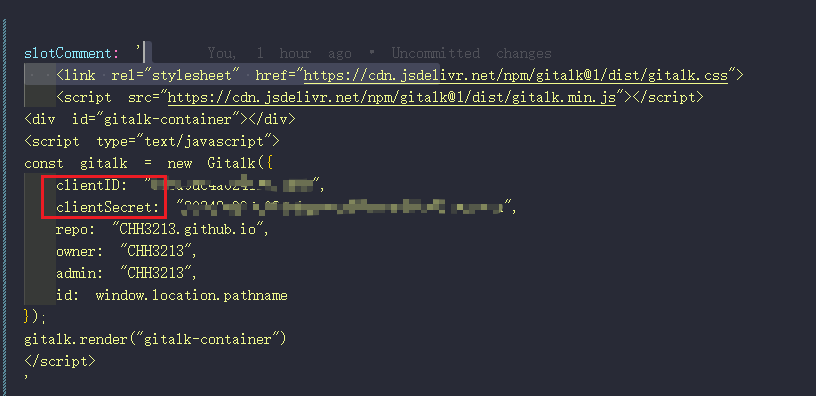 slotComment: '    You, 1 hour ago • Uncommitted changes
<link rel="stylesheet" href="https://cdn.jsdelivr.net/npm/gitalk@1/dist/gitalk.css">
<script src="https://cdn.jsdelivr.net/npm/gitalk@1/dist/gitalk.min.js"></script>
<div id="gitalk-container"></div>
<script type="text/javascript">
const gitalk = new Gitalk({
clientID: "",
clientSecret: "",
repo: "CHH3213.github.io",
owner: "CHH3213",
admin: "CHH3213",
id: window.location.pathname
});
gitalk.render("gitalk-container")
</script>
'